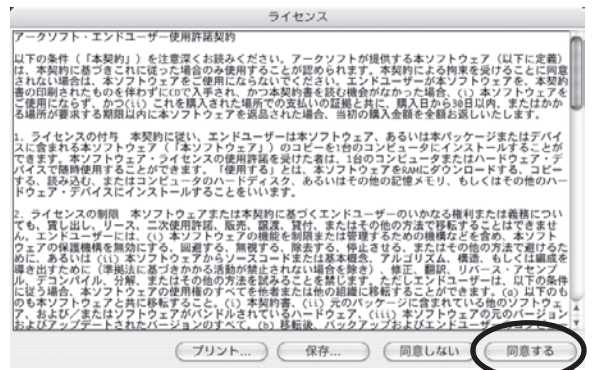 ライセンス
アークソフト・エンドユーザー使用許諾契約
以下の条件（「本契約」）を注意深くお読みください。アークソフトが提供する本ソフトウェア（以下に定義）
は、本契約に基づきこれに従った場合のみ使用することが認められます。本契約による拘束を受けることに同意
されない場合は、本ソフトウェアをご使用にならないでください。エンドユーザーが本ソフトウェアを、本契約
書の印刷されたものを伴わずにCDで入手され、かつ本契約書を読む機会がなかった場合、(i) 本ソフトウェアを
ご使用にならず、かつ(ii) これを購入された場所での支払いの証拠と共に、購入日から30日以内、またはかか
る場所が要求する期限以内に本ソフトウェアを返品された場合、当初の購入金額を全額お返しいたします。
1. ライセンスの付与　本契約に従い、エンドユーザーは本ソフトウェア、あるいは本パッケージまたはデバイ
スに含まれる本ソフトウェア（「本ソフトウェア」）のコピーを1台のコンピュータにインストールすることが
できます。本ソフトウェア・ライセンスの使用許諾を受けた者は、1台のコンピュータまたはハードウェア・デ
バイスで随時使用することができます。「使用する」とは、本ソフトウェアをRAMにダウンロードする、コピー
する、読み込む、またはコンピュータのハードディスク、あるいはその他の記憶メモリ、もしくはその他のハー
ドウェア・デバイスにインストールすることをいいます。
2. ライセンスの制限　本ソフトウェアまたは本契約に基づくエンドユーザーのいかなる権利または義務につい
ても、貸し出し、リース、二次使用許諾、販売、譲渡、貸付、またはその他の方法で移転することはできませ
ん。エンドユーザーには、(i) 本ソフトウェアの機能を制限または管理するための機構などを含め、本ソフト
ウェアの保護機構を無効にする、回避する、無視する、除去する、停止させる、またはその他の方法で避けるた
めに、あるいは (ii) 本ソフトウェアからソースコードまたは基本概念、アルゴリズム、構造、もしくは編成を
導き出すために（準拠法に基づきかかる活動が禁止されない場合を除き）、修正、翻訳、リバース・アセンブ
ル、デコンパイル、分解、またはその他の方法を試みることを禁じます。ただしエンドユーザーは、以下の条件
に従う場合、本ソフトウェアの使用権のすべてを他者または他の組織に移転することができます。(a) 以下のも
のも本ソフトウェアと共に移転すること。(i) 本契約書、(ii) 元のパッケージに含まれている他のソフトウェ
ア、および/または本ソフトウェアがバンドルされているハードウェア、(iii) 本ソフトウェアの元のバージョン
およびアップデートされたバージョンのすべて。(b) 移転後、バックアップおよびエンドユーザー
プリント...
保存...
同意しない
同意する